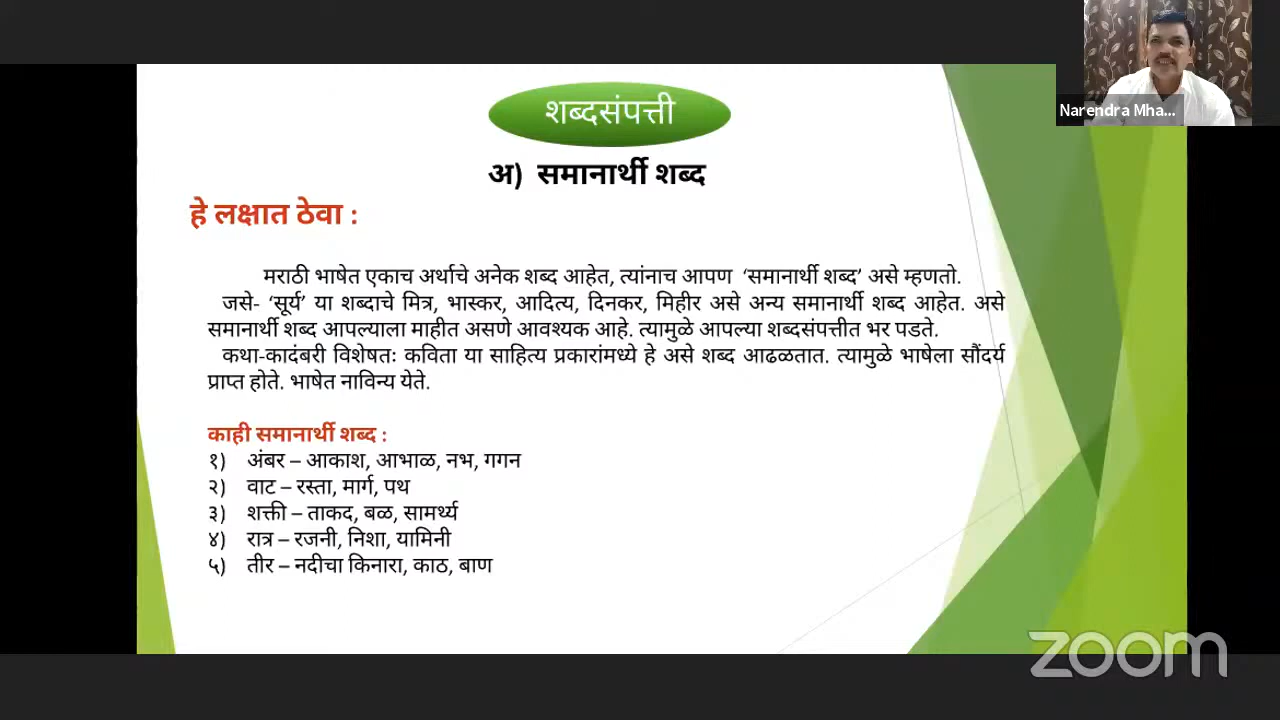 Narendra Mha...
शब्दसंपत्ती
अ) समानार्थी शब्द
हे लक्षात ठेवा :
मराठी भाषेत एकाच अर्थाचे अनेक शब्द आहेत, त्यांनाच आपण ‘समानार्थी शब्द’ असे म्हणतो.
जसे- ‘सूर्य’ या शब्दाचे मित्र, भास्कर, आदित्य, दिनकर, मिहीर असे अन्य समानार्थी शब्द आहेत. असे
समानार्थी शब्द आपल्याला माहीत असणे आवश्यक आहे. त्यामुळे आपल्या शब्दसंपत्तीत भर पडते.
कथा-कादंबरी विशेषतः कविता या साहित्य प्रकारांमध्ये हे असे शब्द आढळतात. त्यामुळे भाषेला सौंदर्य
प्राप्त होते. भाषेत नाविन्य येते.
काही समानार्थी शब्द :
१) अंबर – आकाश, आभाळ, नभ, गगन
२) वाट – रस्ता, मार्ग, पथ
३) शक्ती – ताकद, बळ, सामर्थ्य
४) रात्र – रजनी, निशा, यामिनी
५) तीर – नदीचा किनारा, काठ, बाण
zoom